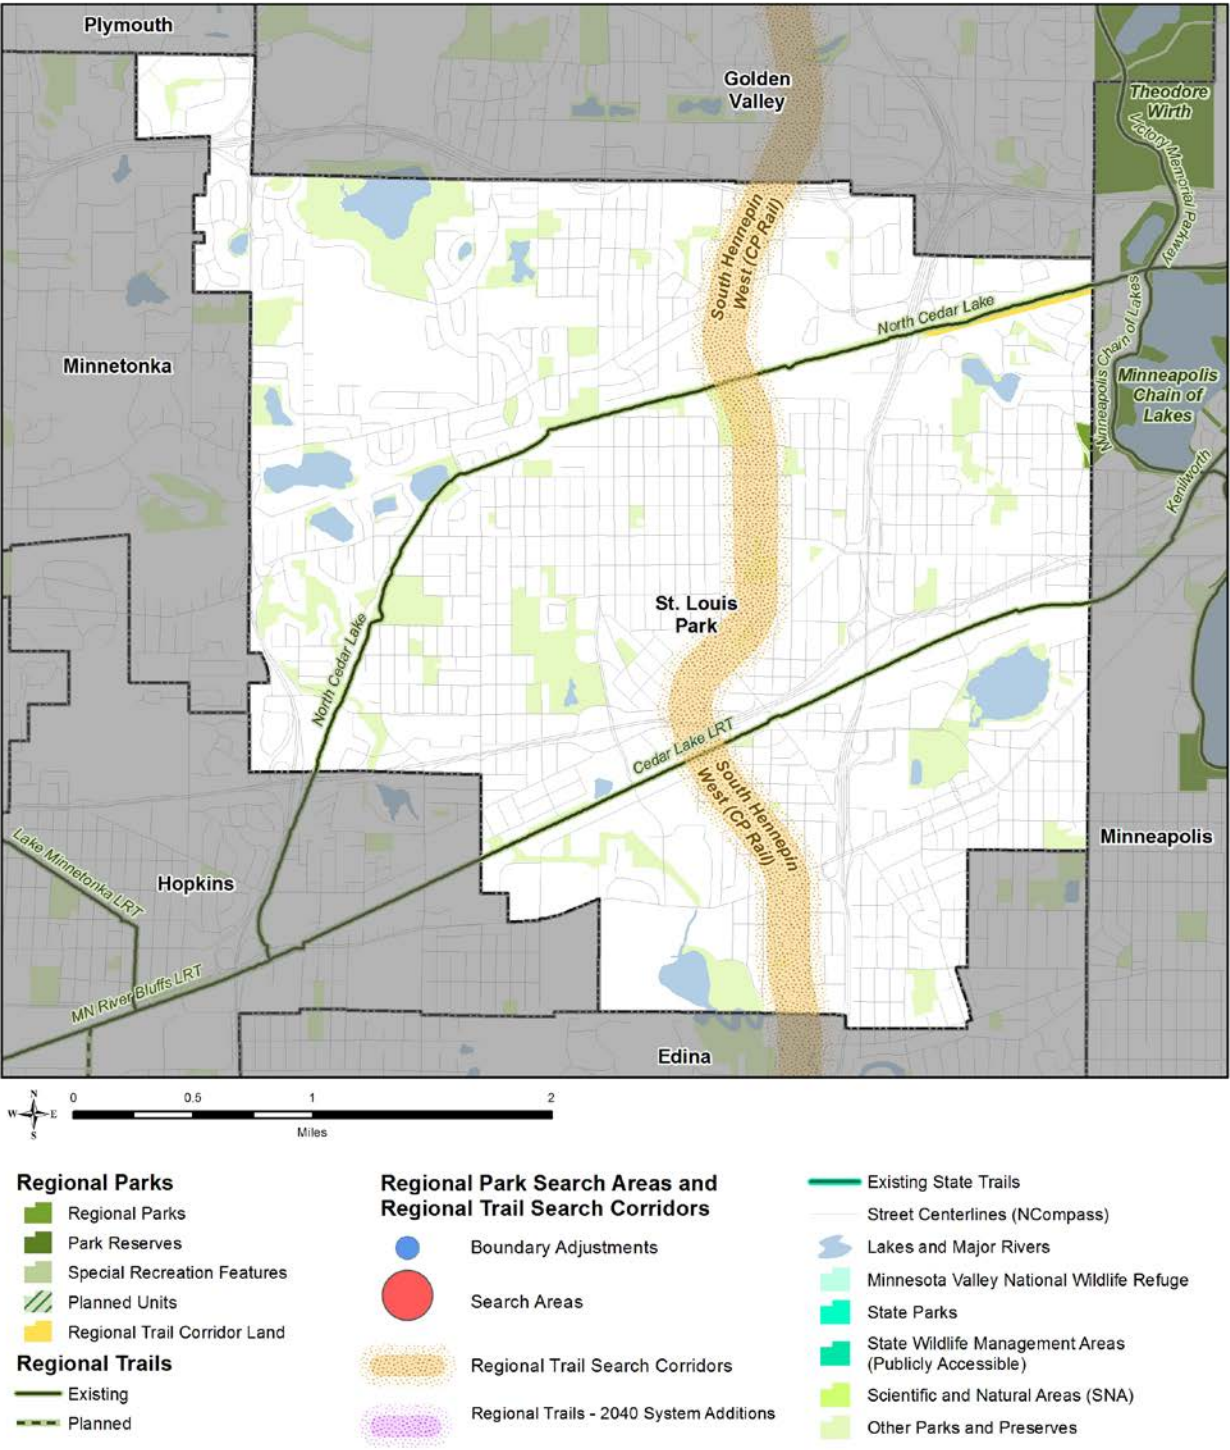 Plymouth
Golden
Valley
Theodore
Wirth
Victory Memorial Parkway
South Hennepin
West (CP Rail)
North Cedar Lake
Minneapolis Chain of Lakes
Minnetonka
Minneapolis
Chain of
Lakes
Kenilworth
St. Louis
Park
North Cedar Lake
Cedar Lake LRT
South Hennepin
West (CP Rail)
Minneapolis
Lake Minnetonka LRT
Hopkins
MN River Bluffs LRT
Edina
N
W E
S
0 0.5 1 2
Miles
Regional Parks
Regional Parks
Park Reserves
Special Recreation Features
Planned Units
Regional Trail Corridor Land
Regional Trails
Existing
Planned
Regional Park Search Areas and
Regional Trail Search Corridors
Boundary Adjustments
Search Areas
Regional Trail Search Corridors
Regional Trails - 2040 System Additions
Existing State Trails
Street Centerlines (NCompass)
Lakes and Major Rivers
Minnesota Valley National Wildlife Refuge
State Parks
State Wildlife Management Areas
(Publicly Accessible)
Scientific and Natural Areas (SNA)
Other Parks and Preserves